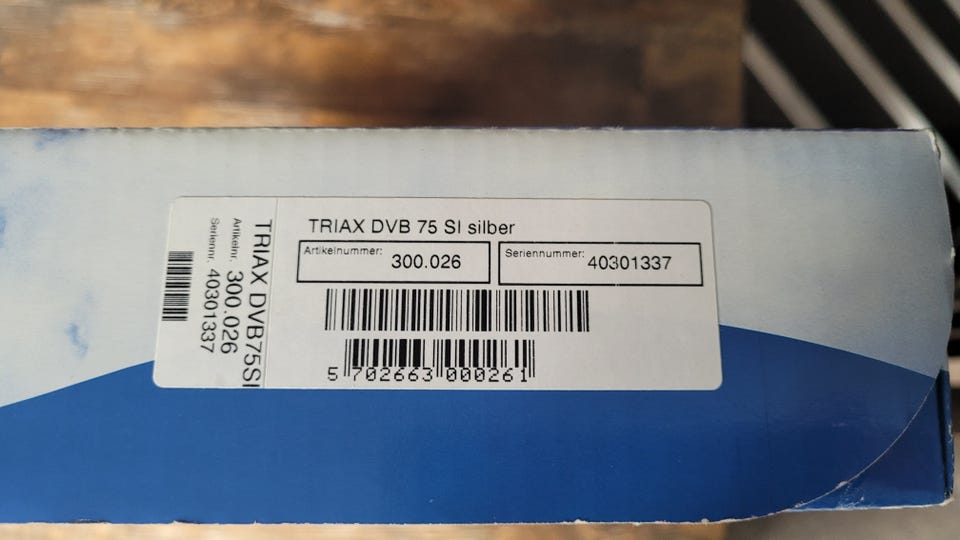 TRIAX DVB 75 SI silber
Artikelnummer: 300.026
Seriennummer: 40301337
5 702663 000261
TRIAX DVB75SI
Artikelnr. 300.026
Seriennr. 40301337